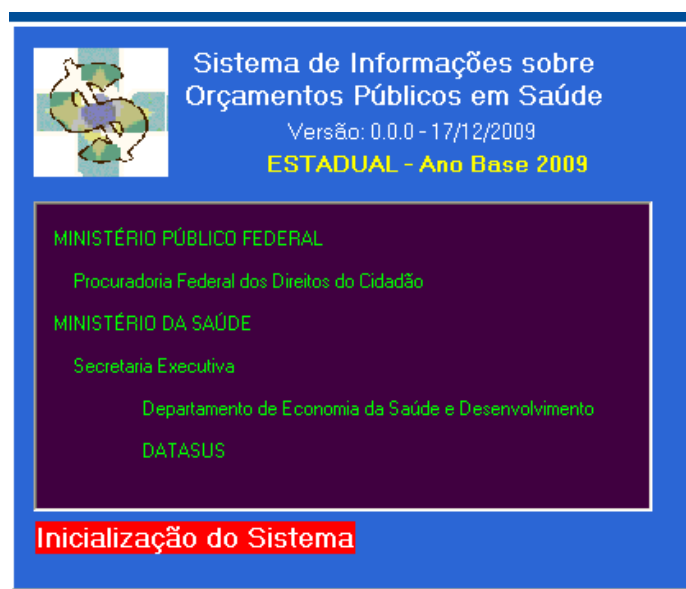 Sistema de Informações sobre
Orçamentos Públicos em Saúde
Versão: 0.0.0 - 17/12/2009
ESTADUAL - Ano Base 2009
MINISTÉRIO PÚBLICO FEDERAL
Procuradoria Federal dos Direitos do Cidadão
MINISTÉRIO DA SAÚDE
Secretaria Executiva
Departamento de Economia da Saúde e Desenvolvimento
DATASUS
Inicialização do Sistema